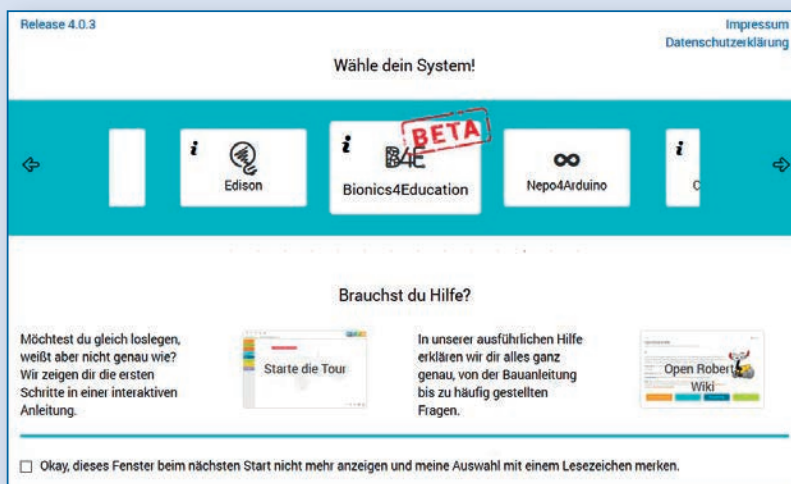 Release 4.0.3
Impressum
Datenschutzerklärung
Wähle dein System!
i
Edison
i
BETA
B4E
Bionics4Education
Nepo4Arduino
i
Brauchst du Hilfe?
Möchtest du gleich loslegen,
weißt aber nicht genau wie?
Wir zeigen dir die ersten
Schritte in einer interaktiven
Anleitung.
Starte die Tour
In unserer ausführlichen Hilfe
erklären wir dir alles ganz
genau, von der Bauanleitung
bis zu häufig gestellten
Fragen.
Open Robert
Wiki
Okay, dieses Fenster beim nächsten Start nicht mehr anzeigen und meine Auswahl mit einem Lesezeichen merken.